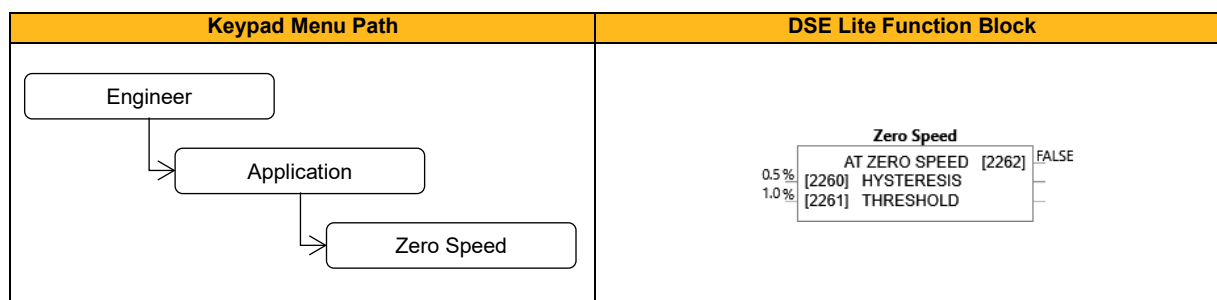 Keypad Menu Path
DSE Lite Function Block
Engineer
Application
Zero Speed
Zero Speed
AT ZERO SPEED [2262] FALSE
0.5 % [2260] HYSTERESIS
1.0 % [2261] THRESHOLD